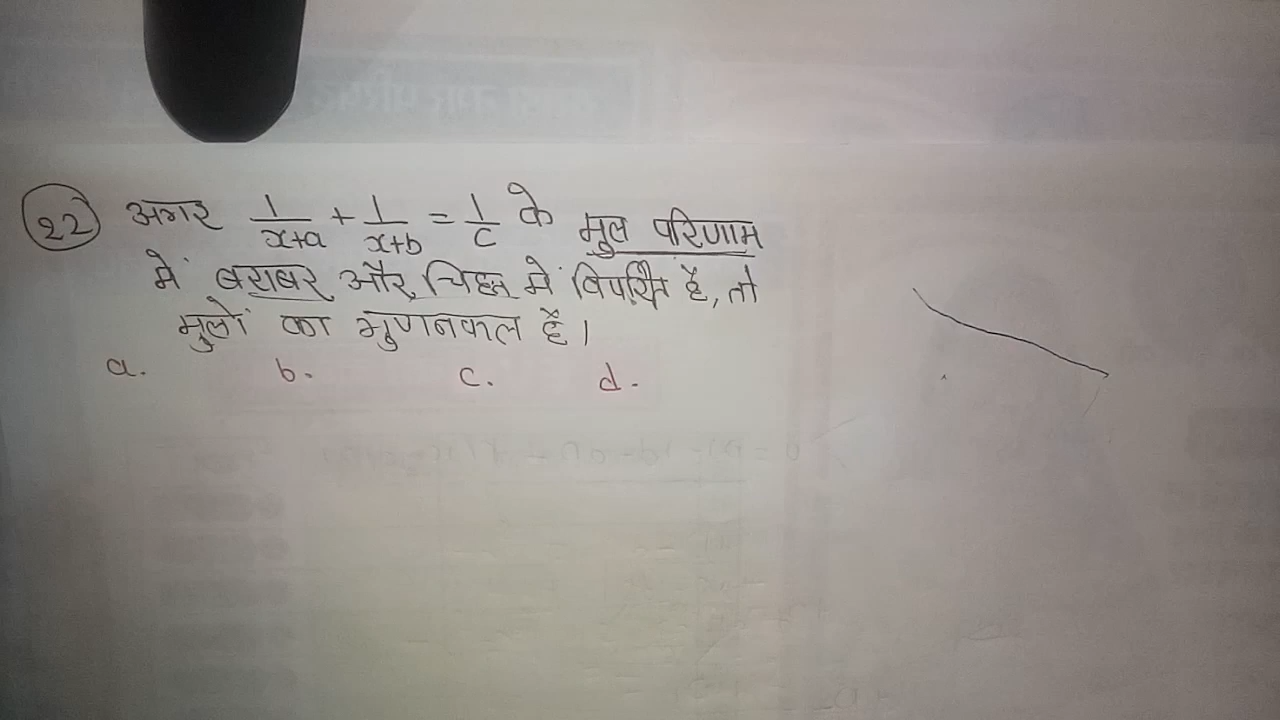 22 अगर 1/(x+a) + 1/(x+b) = 1/c के मुल परिणाम
में बराबर और, चिह्न में विपरित है, तो
मुलों का गुणनफल है।
a. b. c. d.